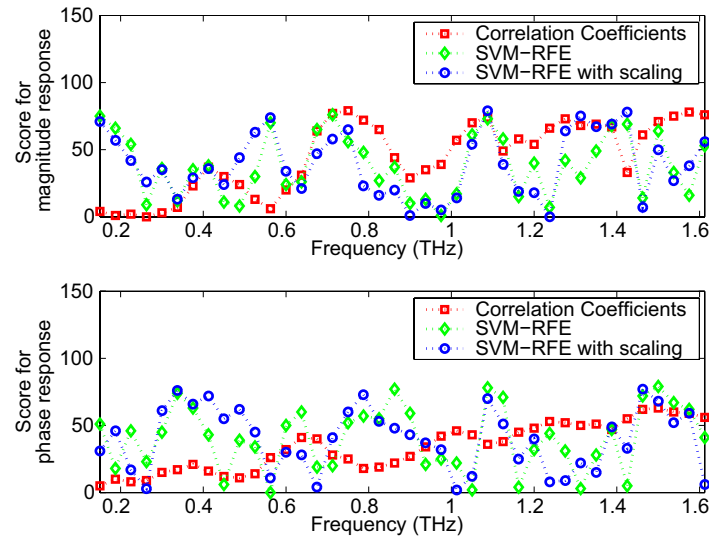 150
100
50
0
Score for
magnitude response
Correlation Coefficients
SVM−RFE
SVM−RFE with scaling
0.2 0.4 0.6 0.8 1 1.2 1.4 1.6
Frequency (THz)
150
100
50
0
Score for
phase response
Correlation Coefficients
SVM−RFE
SVM−RFE with scaling
0.2 0.4 0.6 0.8 1 1.2 1.4 1.6
Frequency (THz)